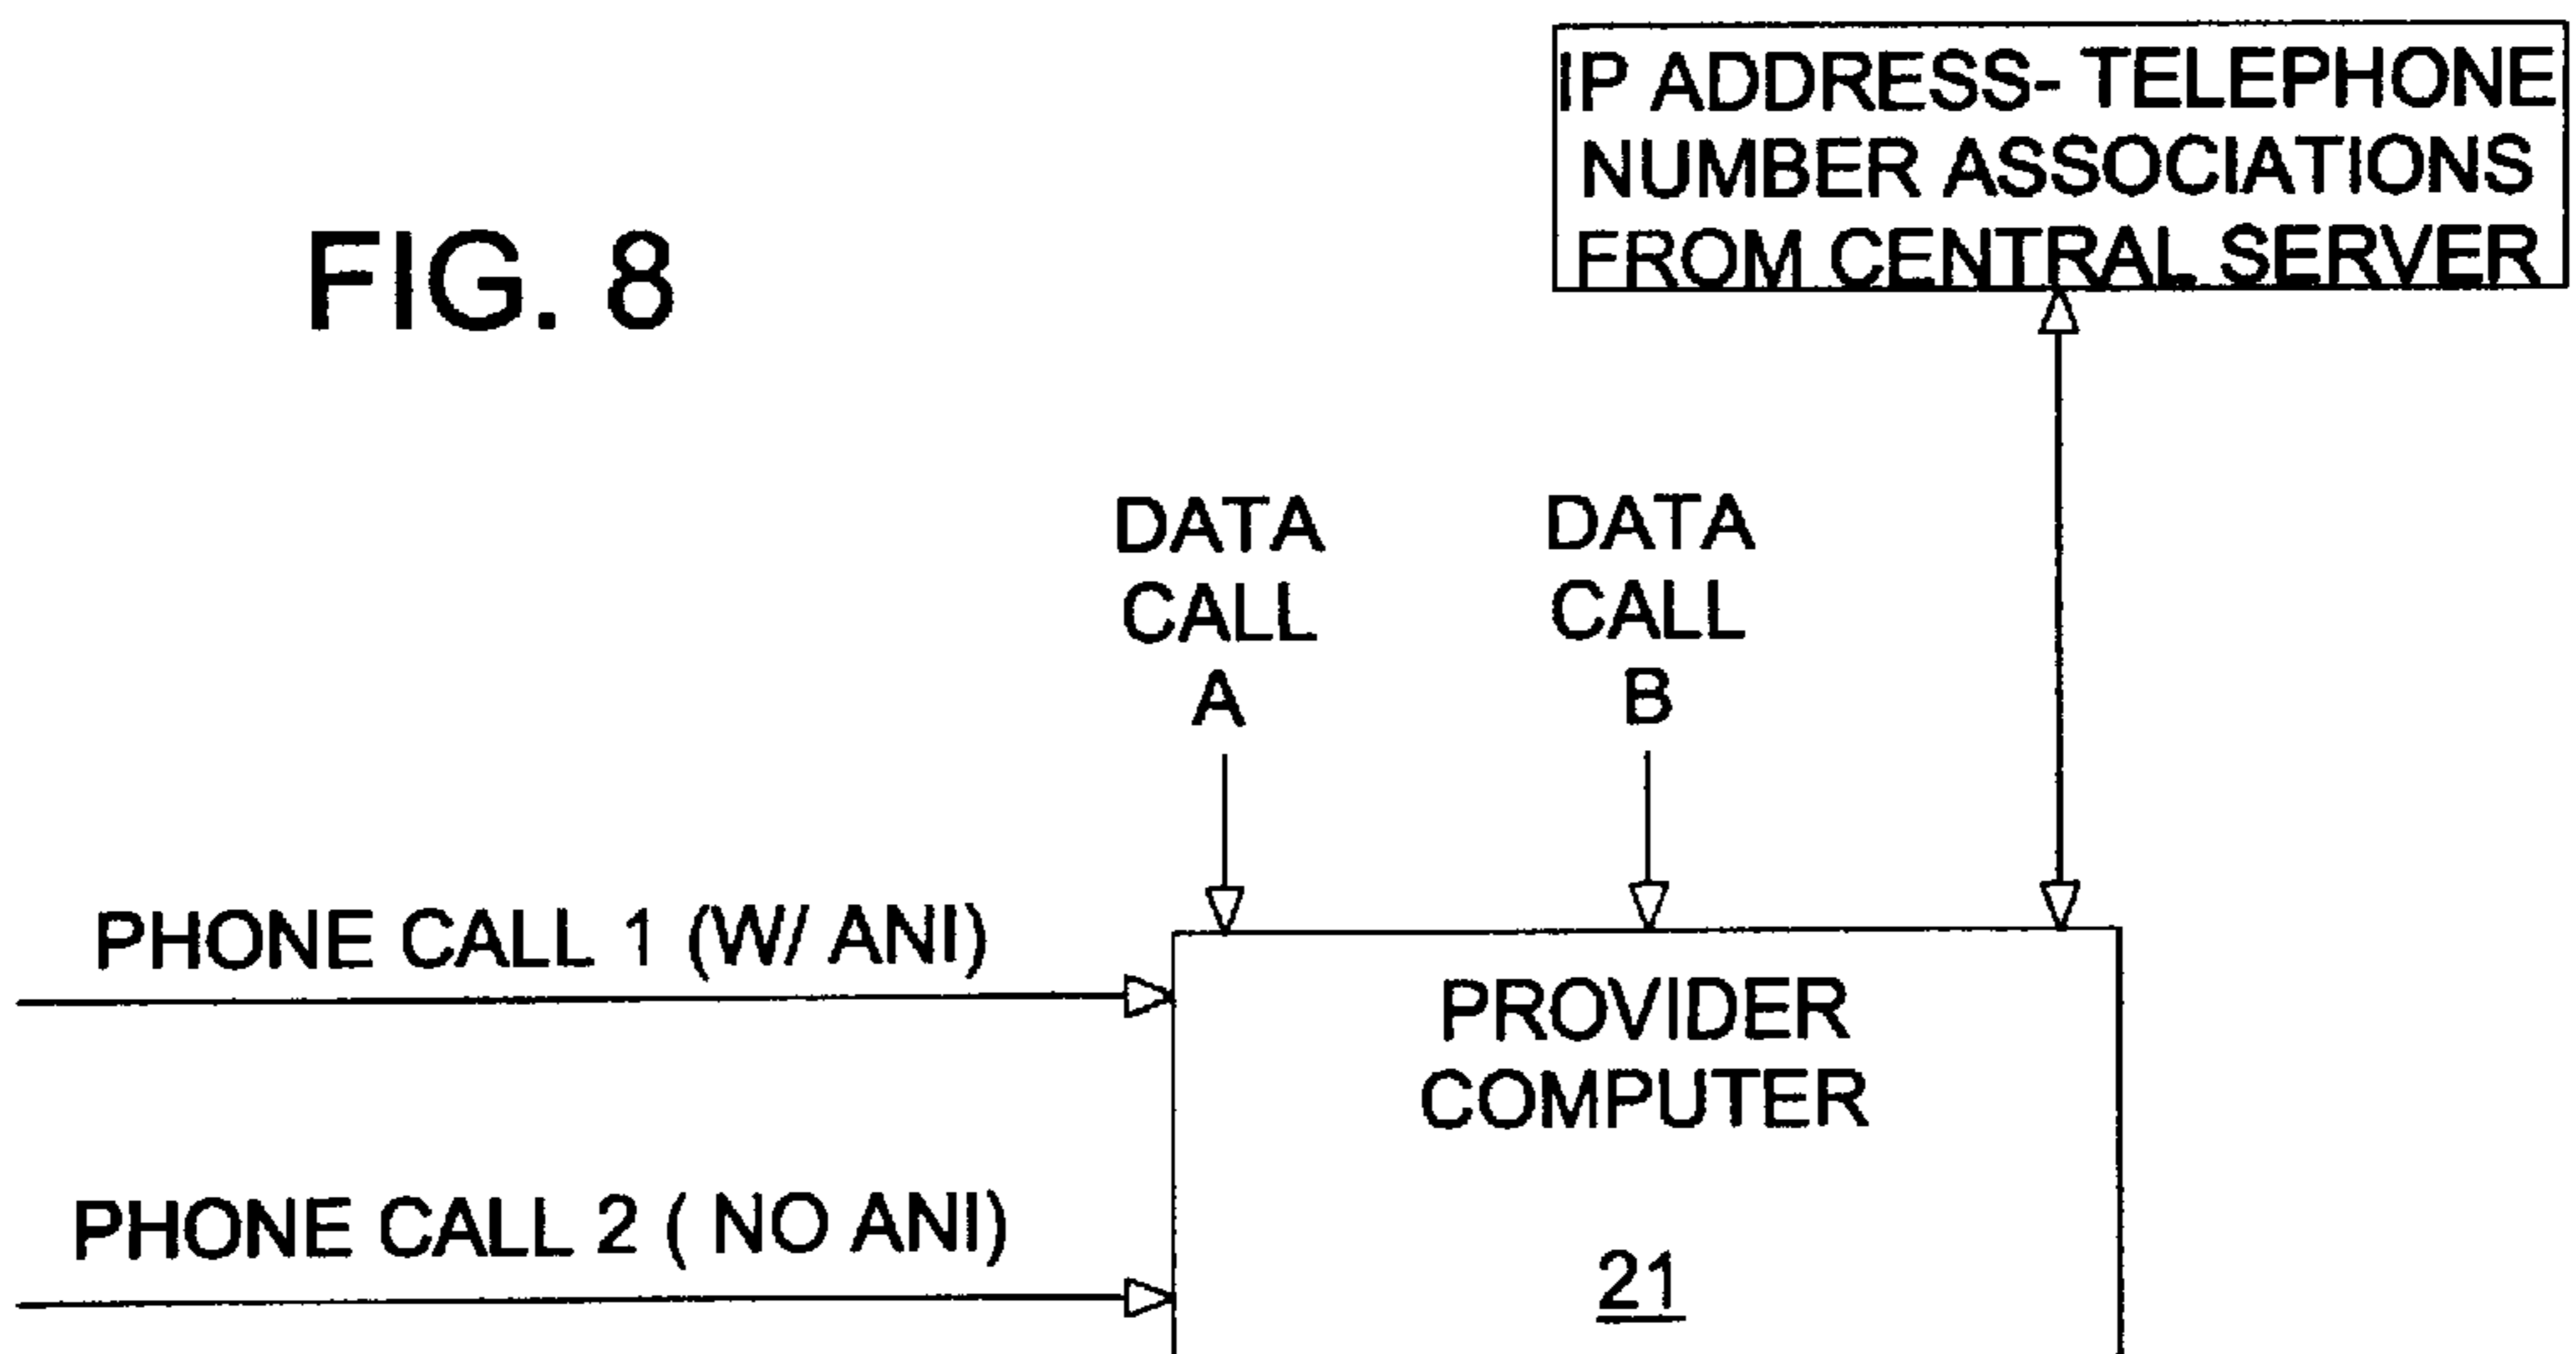 IP ADDRESS- TELEPHONE
NUMBER ASSOCIATIONS
FROM CENTRAL SERVER
FIG. 8
DATA
CALL
A
DATA
CALL
B
PHONE CALL 1 (W/ ANI)
PROVIDER
COMPUTER
PHONE CALL 2 ( NO ANI)
21